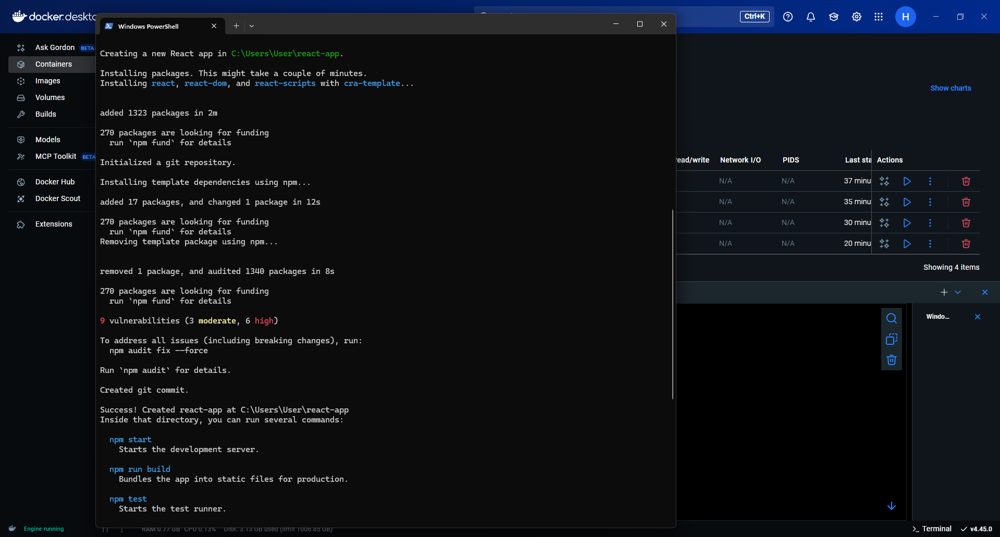 docker.deskto
Windows PowerShell
Ctrl+K
H
Ask Gordon BETA
Containers
Images
Volumes
Builds
Models
MCP Toolkit BETA
Docker Hub
Docker Scout
Extensions
Creating a new React app in C:\Users\User\react-app.
Installing packages. This might take a couple of minutes.
Installing react, react-dom, and react-scripts with cra-template...
added 1323 packages in 2m
270 packages are looking for funding
run `npm fund` for details
Initialized a git repository.
Installing template dependencies using npm...
added 17 packages, and changed 1 package in 12s
270 packages are looking for funding
run `npm fund` for details
Removing template package using npm...
removed 1 package, and audited 1340 packages in 8s
270 packages are looking for funding
run `npm fund` for details
9 vulnerabilities (3 moderate, 6 high)
To address all issues (including breaking changes), run:
npm audit fix --force
Run `npm audit` for details.
Created git commit.
Success! Created react-app at C:\Users\User\react-app
Inside that directory, you can run several commands:
npm start
Starts the development server.
npm run build
Bundles the app into static files for production.
npm test
Starts the test runner.
Show charts
read/write Network I/O PIDS Last sta Actions
N/A N/A 37 minu
N/A N/A 35 minu
N/A N/A 30 minu
N/A N/A 20 minu
Showing 4 items
Windo...
Engine running
RAM 0.77 GB CPU 0.13% Disk: 3.13 GB used (limit 1006.85 GB)
>_ Terminal
v4.45.0